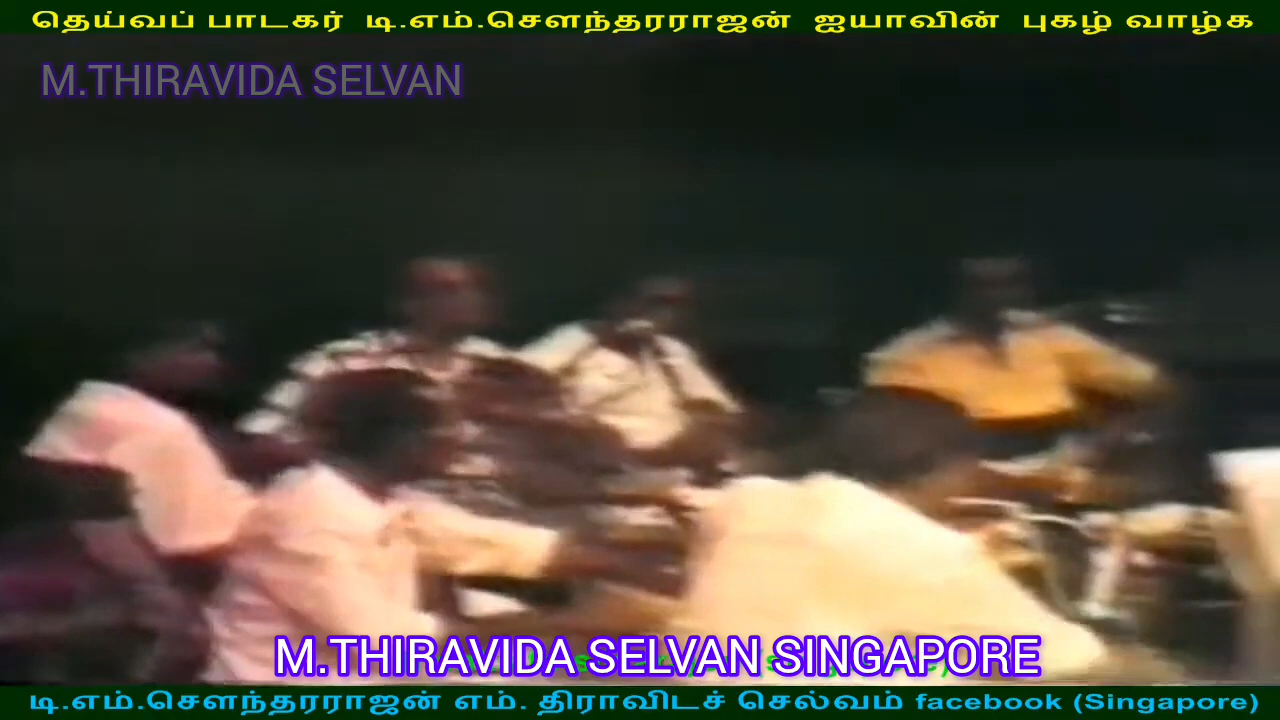 தெய்வப் பாடகர் டி.எம்.சௌந்தரராஜன் ஐயாவின் புகழ் வாழ்க
M.THIRAVIDA SELVAN
M.THIRAVIDA SELVAN SINGAPORE
டி.எம்.சௌந்தரராஜன் எம். திராவிடச் செல்வம் facebook (Singapore)